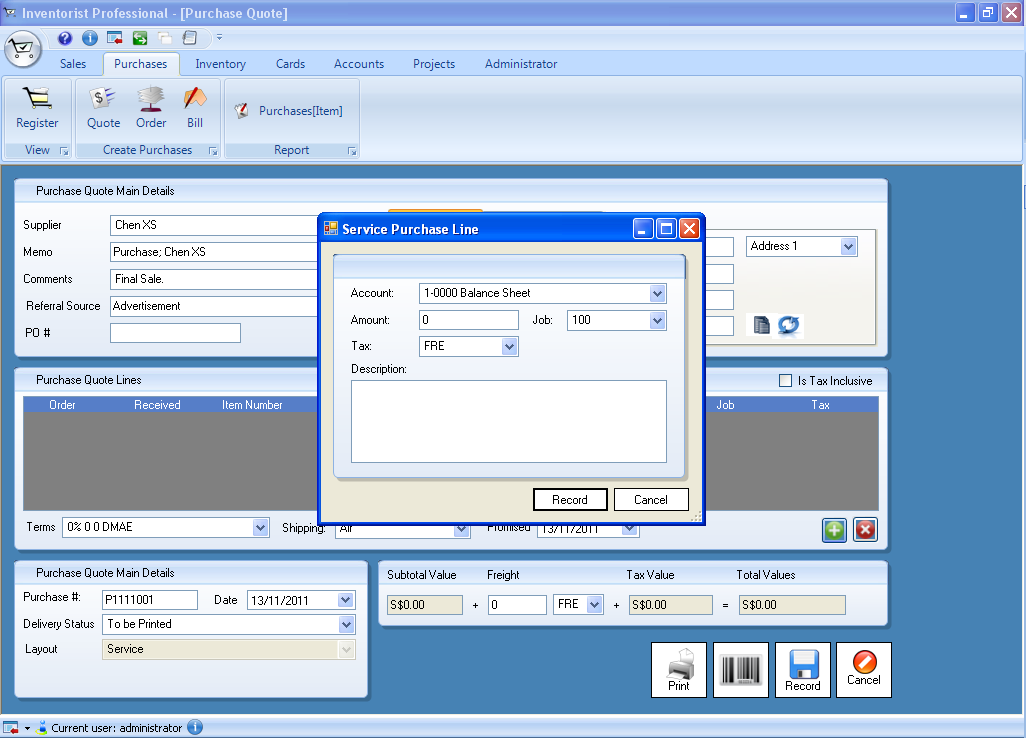 Inventorist Professional - [Purchase Quote]
Sales Purchases Inventory Cards Accounts Projects Administrator
Register Quote Order Bill Purchases[Item]
View Create Purchases Report
Purchase Quote Main Details
Supplier Chen XS
Memo Purchase; Chen XS
Comments Final Sale.
Referral Source Advertisement
PO #
Address 1
Service Purchase Line
Account: 1-0000 Balance Sheet
Amount: 0 Job: 100
Tax: FRE
Description:
Record Cancel
Purchase Quote Lines Is Tax Inclusive
Order Received Item Number Job Tax
Terms 0% 0 0 DMAE Shipping: Air Promised 13/11/2011
Purchase Quote Main Details
Purchase #: P1111001 Date 13/11/2011
Delivery Status To be Printed
Layout Service
Subtotal Value Freight Tax Value Total Values
S$0.00 + 0 FRE + S$0.00 = S$0.00
Print Record Cancel
Current user: administrator